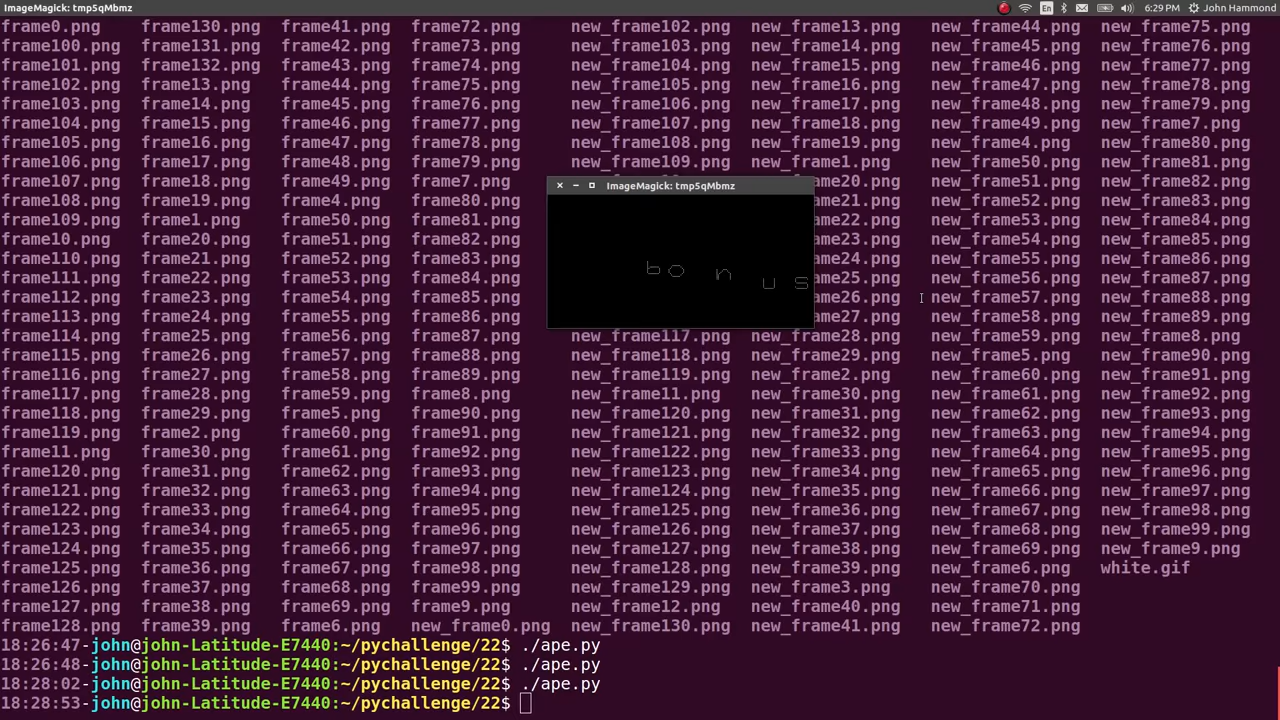 ImageMagick: tmp5qMbmz En 6:29 PM John Hammond
frame0.png frame130.png frame41.png frame72.png new_frame102.png new_frame13.png new_frame44.png new_frame75.png
frame100.png frame131.png frame42.png frame73.png new_frame103.png new_frame14.png new_frame45.png new_frame76.png
frame101.png frame132.png frame43.png frame74.png new_frame104.png new_frame15.png new_frame46.png new_frame77.png
frame102.png frame13.png frame44.png frame75.png new_frame105.png new_frame16.png new_frame47.png new_frame78.png
frame103.png frame14.png frame45.png frame76.png new_frame106.png new_frame17.png new_frame48.png new_frame79.png
frame104.png frame15.png frame46.png frame77.png new_frame107.png new_frame18.png new_frame49.png new_frame7.png
frame105.png frame16.png frame47.png frame78.png new_frame108.png new_frame19.png new_frame4.png new_frame80.png
frame106.png frame17.png frame48.png frame79.png new_frame109.png new_frame1.png new_frame50.png new_frame81.png
frame107.png frame18.png frame49.png frame7.png ImageMagick: tmp5qMbmz frame20.png new_frame51.png new_frame82.png
frame108.png frame19.png frame4.png frame80.png frame21.png new_frame52.png new_frame83.png
frame109.png frame1.png frame50.png frame81.png frame22.png new_frame53.png new_frame84.png
frame10.png frame20.png frame51.png frame82.png frame23.png new_frame54.png new_frame85.png
frame110.png frame21.png frame52.png frame83.png frame24.png new_frame55.png new_frame86.png
frame111.png frame22.png frame53.png frame84.png bonus frame25.png new_frame56.png new_frame87.png
frame112.png frame23.png frame54.png frame85.png frame26.png new_frame57.png new_frame88.png
frame113.png frame24.png frame55.png frame86.png frame27.png new_frame58.png new_frame89.png
frame114.png frame25.png frame56.png frame87.png new_frame117.png new_frame28.png new_frame59.png new_frame8.png
frame115.png frame26.png frame57.png frame88.png new_frame118.png new_frame29.png new_frame5.png new_frame90.png
frame116.png frame27.png frame58.png frame89.png new_frame119.png new_frame2.png new_frame60.png new_frame91.png
frame117.png frame28.png frame59.png frame8.png new_frame11.png new_frame30.png new_frame61.png new_frame92.png
frame118.png frame29.png frame5.png frame90.png new_frame120.png new_frame31.png new_frame62.png new_frame93.png
frame119.png frame2.png frame60.png frame91.png new_frame121.png new_frame32.png new_frame63.png new_frame94.png
frame11.png frame30.png frame61.png frame92.png new_frame122.png new_frame33.png new_frame64.png new_frame95.png
frame120.png frame31.png frame62.png frame93.png new_frame123.png new_frame34.png new_frame65.png new_frame96.png
frame121.png frame32.png frame63.png frame94.png new_frame124.png new_frame35.png new_frame66.png new_frame97.png
frame122.png frame33.png frame64.png frame95.png new_frame125.png new_frame36.png new_frame67.png new_frame98.png
frame123.png frame34.png frame65.png frame96.png new_frame126.png new_frame37.png new_frame68.png new_frame99.png
frame124.png frame35.png frame66.png frame97.png new_frame127.png new_frame38.png new_frame69.png new_frame9.png
frame125.png frame36.png frame67.png frame98.png new_frame128.png new_frame39.png new_frame6.png white.gif
frame126.png frame37.png frame68.png frame99.png new_frame129.png new_frame3.png new_frame70.png
frame127.png frame38.png frame69.png frame9.png new_frame12.png new_frame40.png new_frame71.png
frame128.png frame39.png frame6.png new_frame0.png new_frame130.png new_frame41.png new_frame72.png
18:26:47-john@john-Latitude-E7440:~/pychallenge/22$ ./ape.py
18:26:48-john@john-Latitude-E7440:~/pychallenge/22$ ./ape.py
18:28:02-john@john-Latitude-E7440:~/pychallenge/22$ ./ape.py
18:28:53-john@john-Latitude-E7440:~/pychallenge/22$